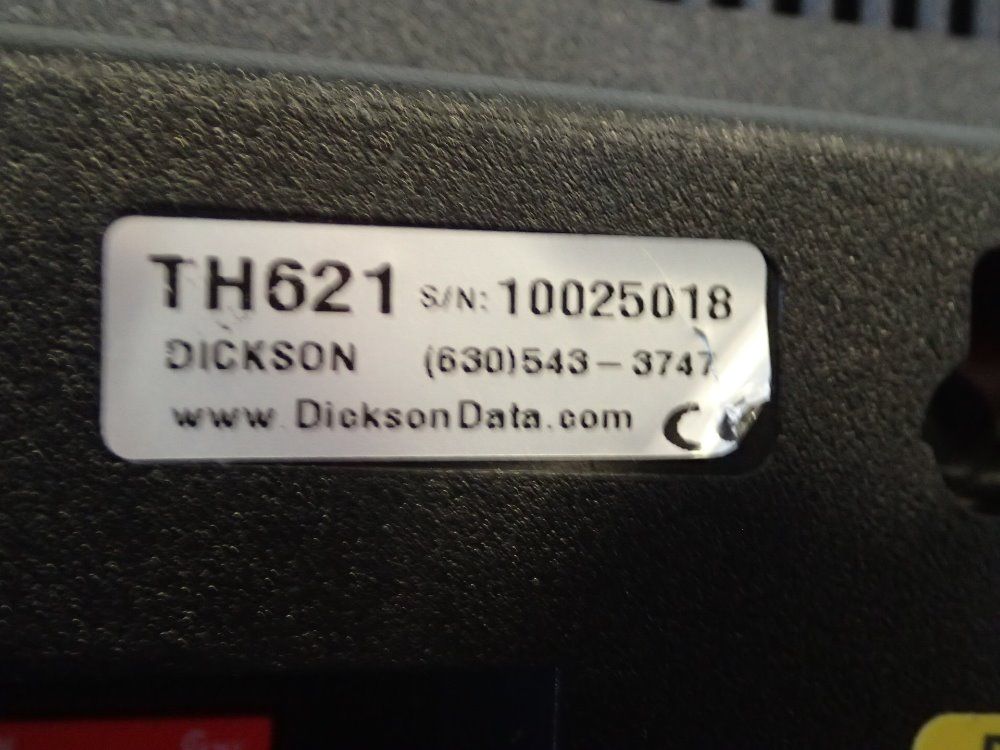 TH621 S/N: 10025018
DICKSON (630)543-3747
www.DicksonData.com